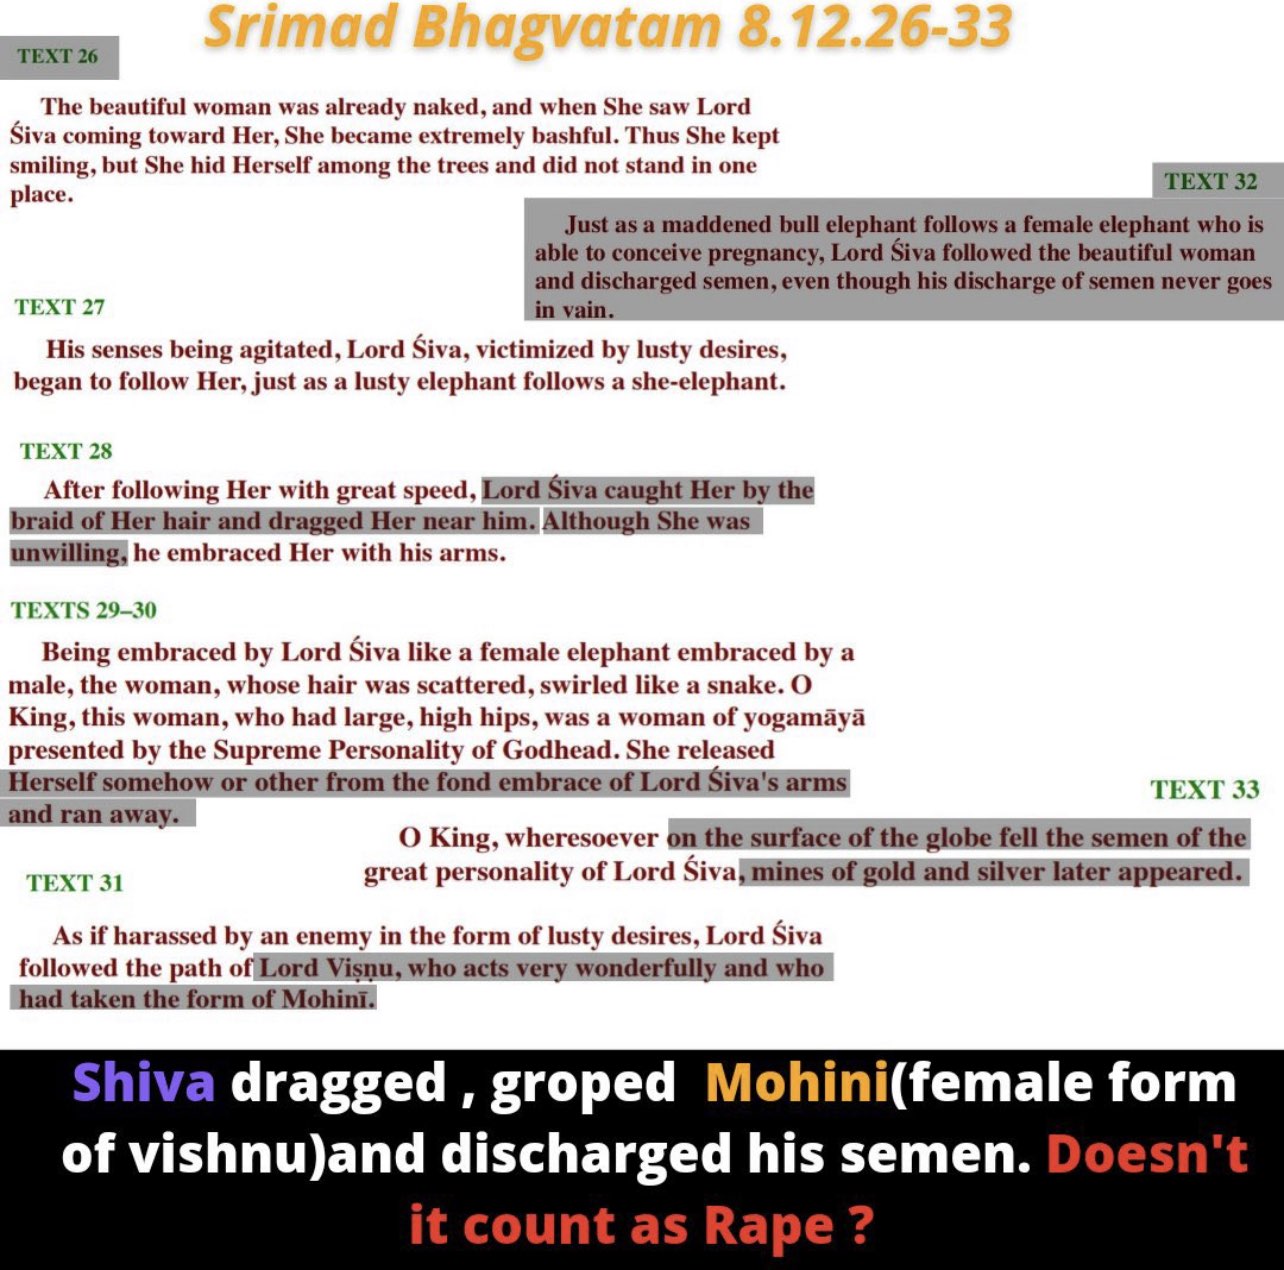 Srimad Bhagvatam 8.12.26-33
TEXT 26
The beautiful woman was already naked, and when She saw Lord
Śiva coming toward Her, She became extremely bashful. Thus She kept
smiling, but She hid Herself among the trees and did not stand in one
place.
TEXT 27
His senses being agitated, Lord Śiva, victimized by lusty desires,
began to follow Her, just as a lusty elephant follows a she-elephant.
TEXT 28
After following Her with great speed, Lord Śiva caught Her by the
braid of Her hair and dragged Her near him. Although She was
unwilling, he embraced Her with his arms.
TEXTS 29–30
Being embraced by Lord Śiva like a female elephant embraced by a
male, the woman, whose hair was scattered, swirled like a snake. O
King, this woman, who had large, high hips, was a woman of yogamāyā
presented by the Supreme Personality of Godhead. She released
Herself somehow or other from the fond embrace of Lord Śiva's arms
and ran away.
TEXT 31
As if harassed by an enemy in the form of lusty desires, Lord Śiva
followed the path of Lord Viṣṇu, who acts very wonderfully and who
had taken the form of Mohinī.
TEXT 32
Just as a maddened bull elephant follows a female elephant who is
able to conceive pregnancy, Lord Śiva followed the beautiful woman
and discharged semen, even though his discharge of semen never goes
in vain.
TEXT 33
O King, wheresoever on the surface of the globe fell the semen of the
great personality of Lord Śiva, mines of gold and silver later appeared.
Shiva dragged , groped Mohini(female form
of vishnu)and discharged his semen. Doesn't
it count as Rape ?